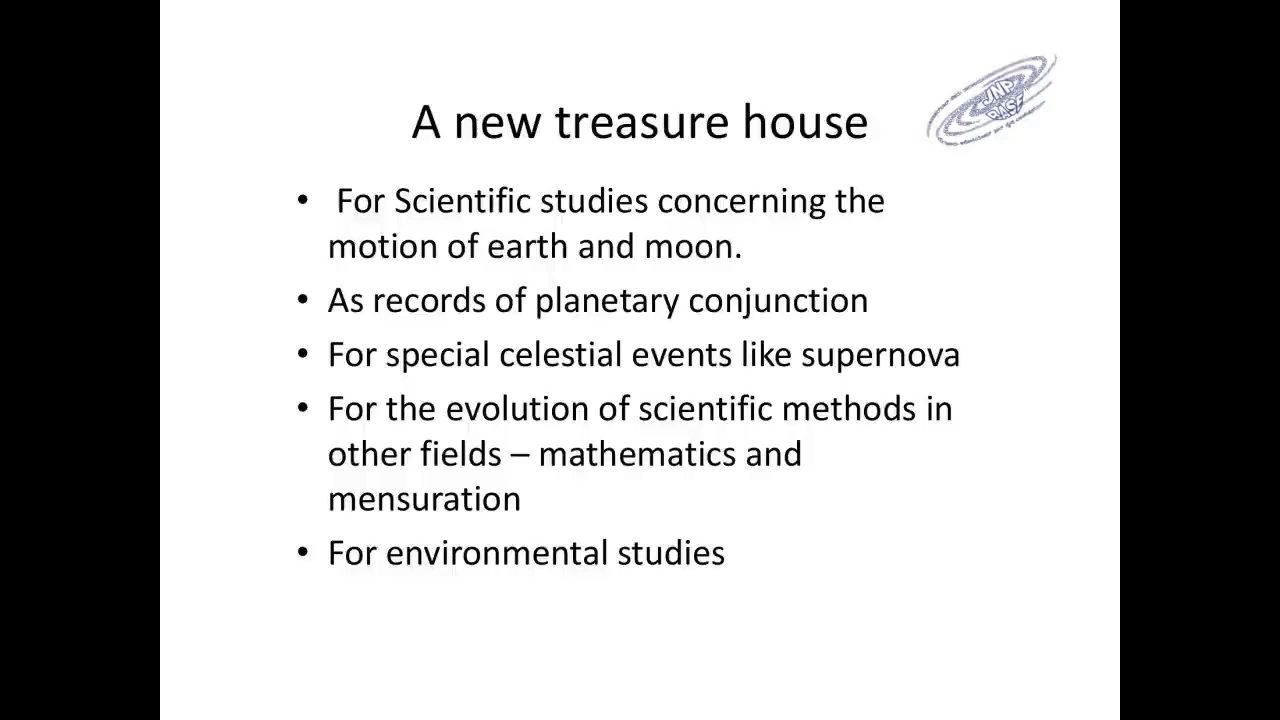 A new treasure house
JNP
BASE
• For Scientific studies concerning the
motion of earth and moon.
• As records of planetary conjunction
• For special celestial events like supernova
• For the evolution of scientific methods in
other fields – mathematics and
mensuration
• For environmental studies